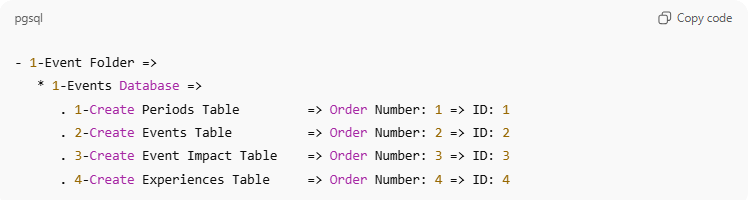 pgsql
Copy code
- 1-Event Folder =>
* 1-Events Database =>
. 1-Create Periods Table => Order Number: 1 => ID: 1
. 2-Create Events Table => Order Number: 2 => ID: 2
. 3-Create Event Impact Table => Order Number: 3 => ID: 3
. 4-Create Experiences Table => Order Number: 4 => ID: 4